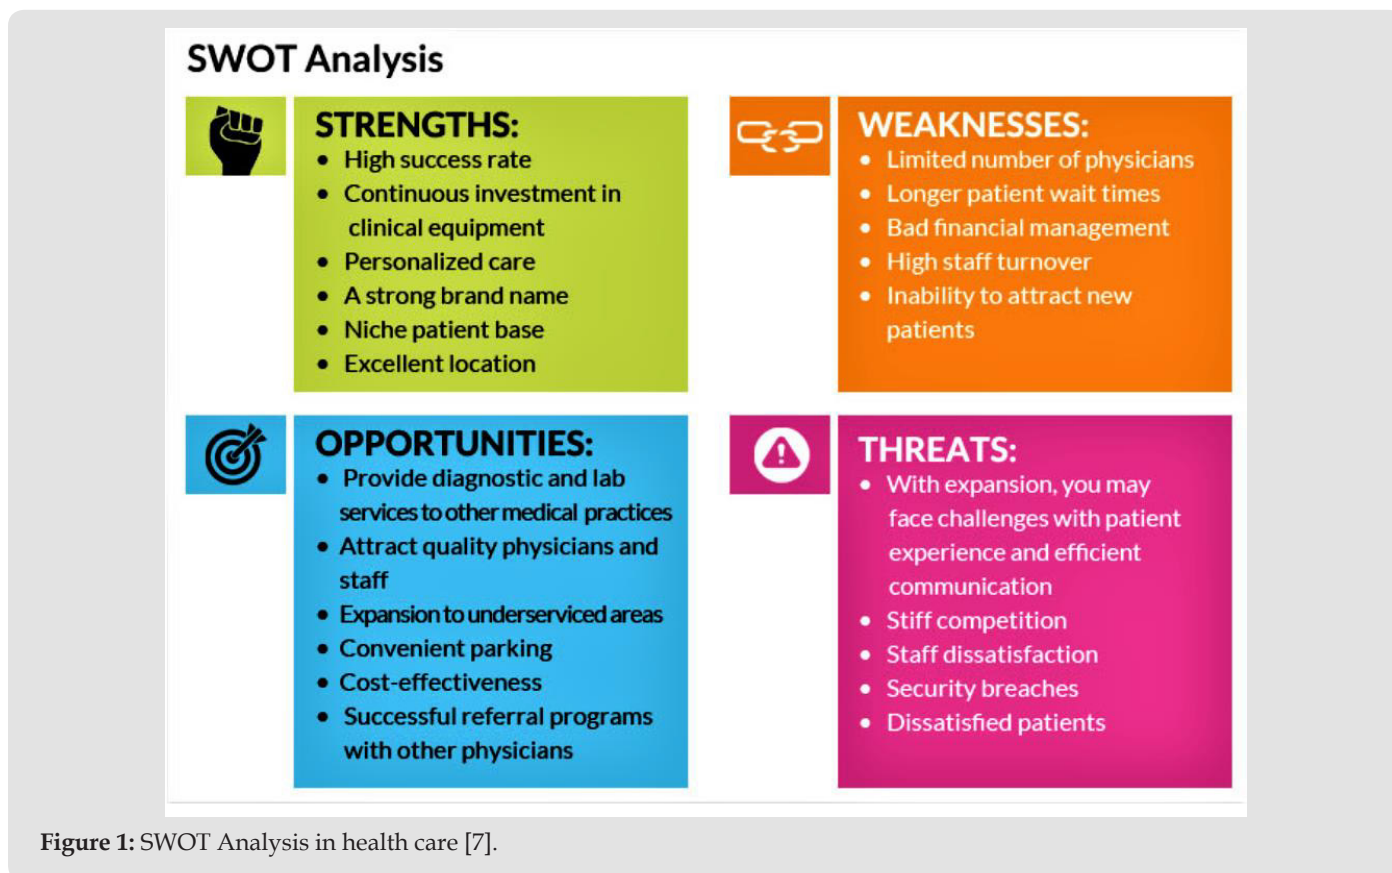 SWOT Analysis
STRENGTHS:
• High success rate
• Continuous investment in
clinical equipment
• Personalized care
• A strong brand name
• Niche patient base
• Excellent location
WEAKNESSES:
• Limited number of physicians
• Longer patient wait times
• Bad financial management
• High staff turnover
• Inability to attract new
patients
OPPORTUNITIES:
• Provide diagnostic and lab
services to other medical practices
• Attract quality physicians and
staff
• Expansion to underserviced areas
• Convenient parking
• Cost-effectiveness
• Successful referral programs
with other physicians
THREATS:
• With expansion, you may
face challenges with patient
experience and efficient
communication
• Stiff competition
• Staff dissatisfaction
• Security breaches
• Dissatisfied patients
Figure 1: SWOT Analysis in health care [7].